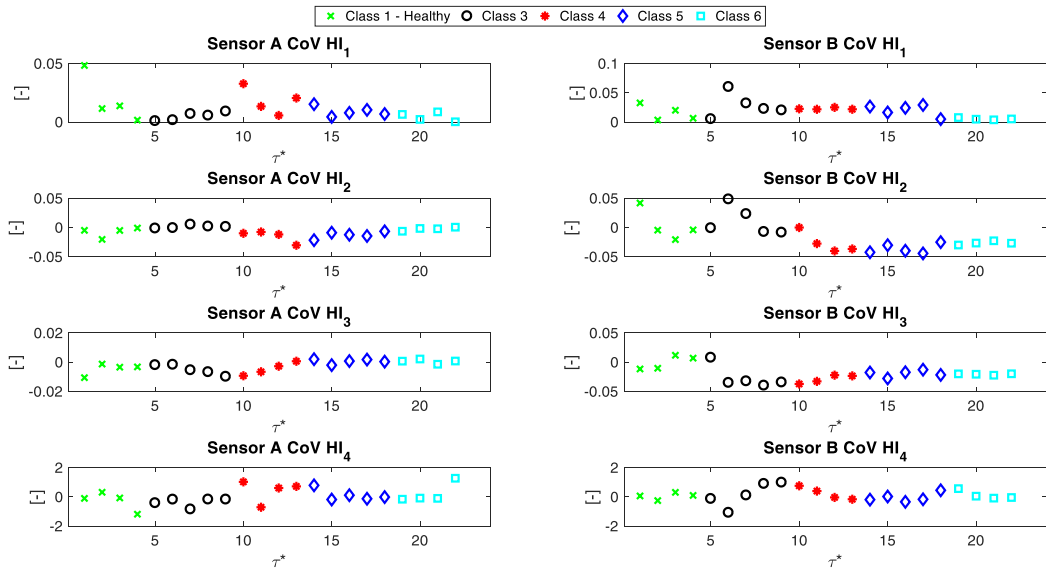 Class 1 - Healthy Class 3 Class 4 Class 5 Class 6
Sensor A CoV HI1
0.05
0
[-]
5 10 15 20
τ*
Sensor B CoV HI1
0.1
0.05
0
[-]
5 10 15 20
τ*
Sensor A CoV HI2
0.05
-0.05
[-]
5 10 15 20
τ*
Sensor B CoV HI2
0.05
0
-0.05
[-]
5 10 15 20
τ*
Sensor A CoV HI3
0.02
0
-0.02
[-]
5 10 15 20
τ*
Sensor B CoV HI3
0.05
0
-0.05
[-]
5 10 15 20
τ*
Sensor A CoV HI4
2
0
-2
[-]
5 10 15 20
τ*
Sensor B CoV HI4
2
0
-2
[-]
5 10 15 20
τ*